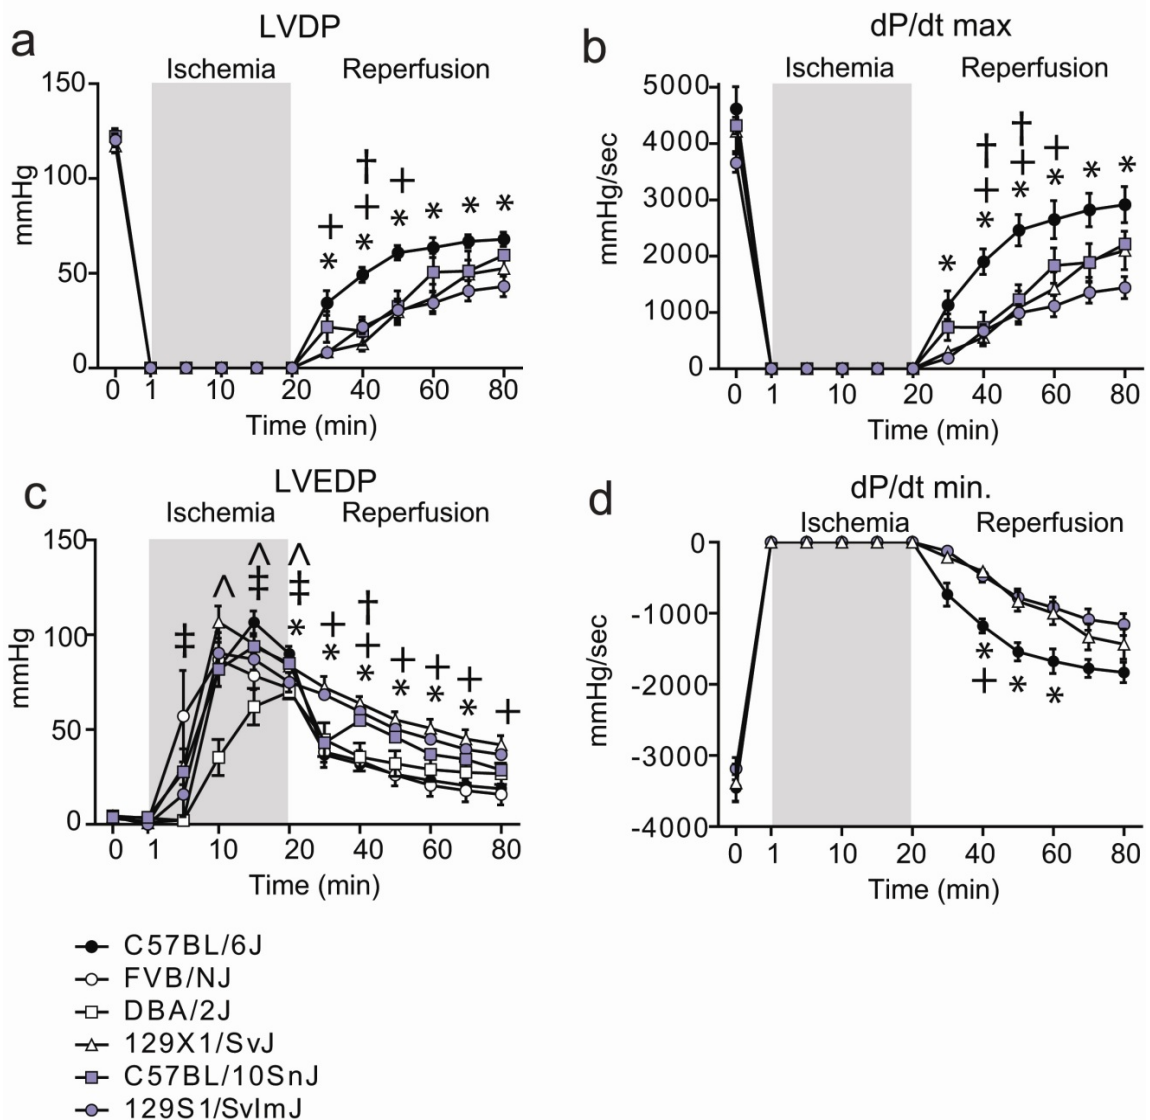 a
LVDP
Ischemia
Reperfusion
mmHg
150
100
50
0
†
+ + +
* * * * * *
0 1 10 20 40 60 80
Time (min)
b
dP/dt max
Ischemia
Reperfusion
mmHg/sec
5000
4000
3000
2000
1000
0
† †
+ + +
* * * * * *
0 1 10 20 40 60 80
Time (min)
c
LVEDP
Ischemia
Reperfusion
mmHg
150
100
50
0
^ ^ ^
‡ ‡ ‡
†
+ + + + + +
* * * * * *
0 1 10 20 40 60 80
Time (min)
d
dP/dt min.
Ischemia
Reperfusion
mmHg/sec
0
-1000
-2000
-3000
-4000
* * *
+
0 1 10 20 40 60 80
Time (min)
C57BL/6J
FVB/NJ
DBA/2J
129X1/SvJ
C57BL/10SnJ
129S1/SvImJ